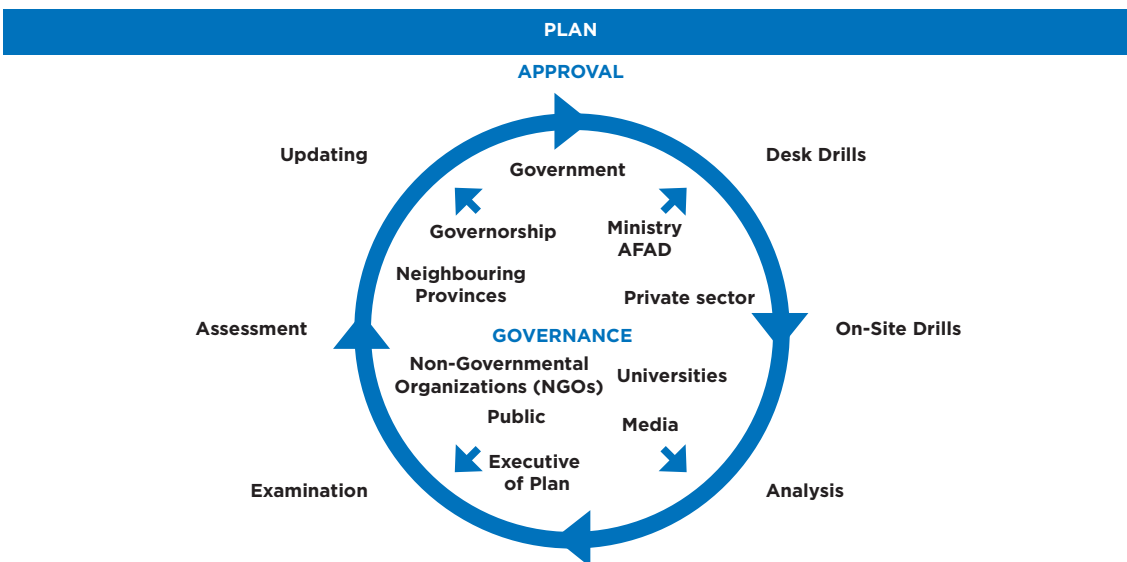 PLAN
APPROVAL
Updating
Desk Drills
Government
Governorship
Ministry
AFAD
Neighbouring
Provinces
Private sector
Assessment
GOVERNANCE
On-Site Drills
Non-Governmental
Organizations (NGOs)
Universities
Public
Media
Executive
of Plan
Examination
Analysis